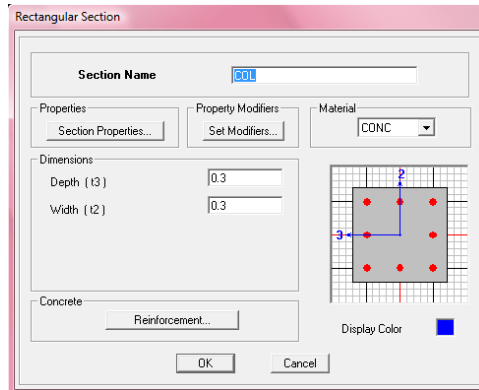 Rectangular Section
Section Name COL
Properties Property Modifiers Material
Section Properties... Set Modifiers... CONC
Dimensions
Depth ( t3 ) 0.3
Width ( t2 ) 0.3
2
3
Concrete
Reinforcement...
Display Color
OK Cancel